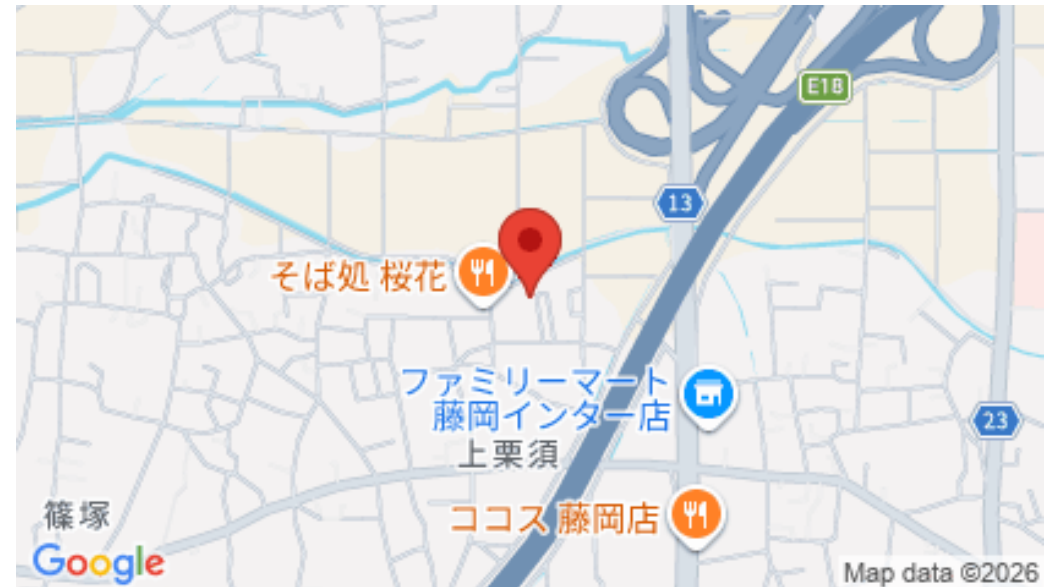 E18
13
そば処 桜花
ファミリーマート
藤岡インター店
上栗須
23
篠塚
ココス 藤岡店
Google
Map data ©2026